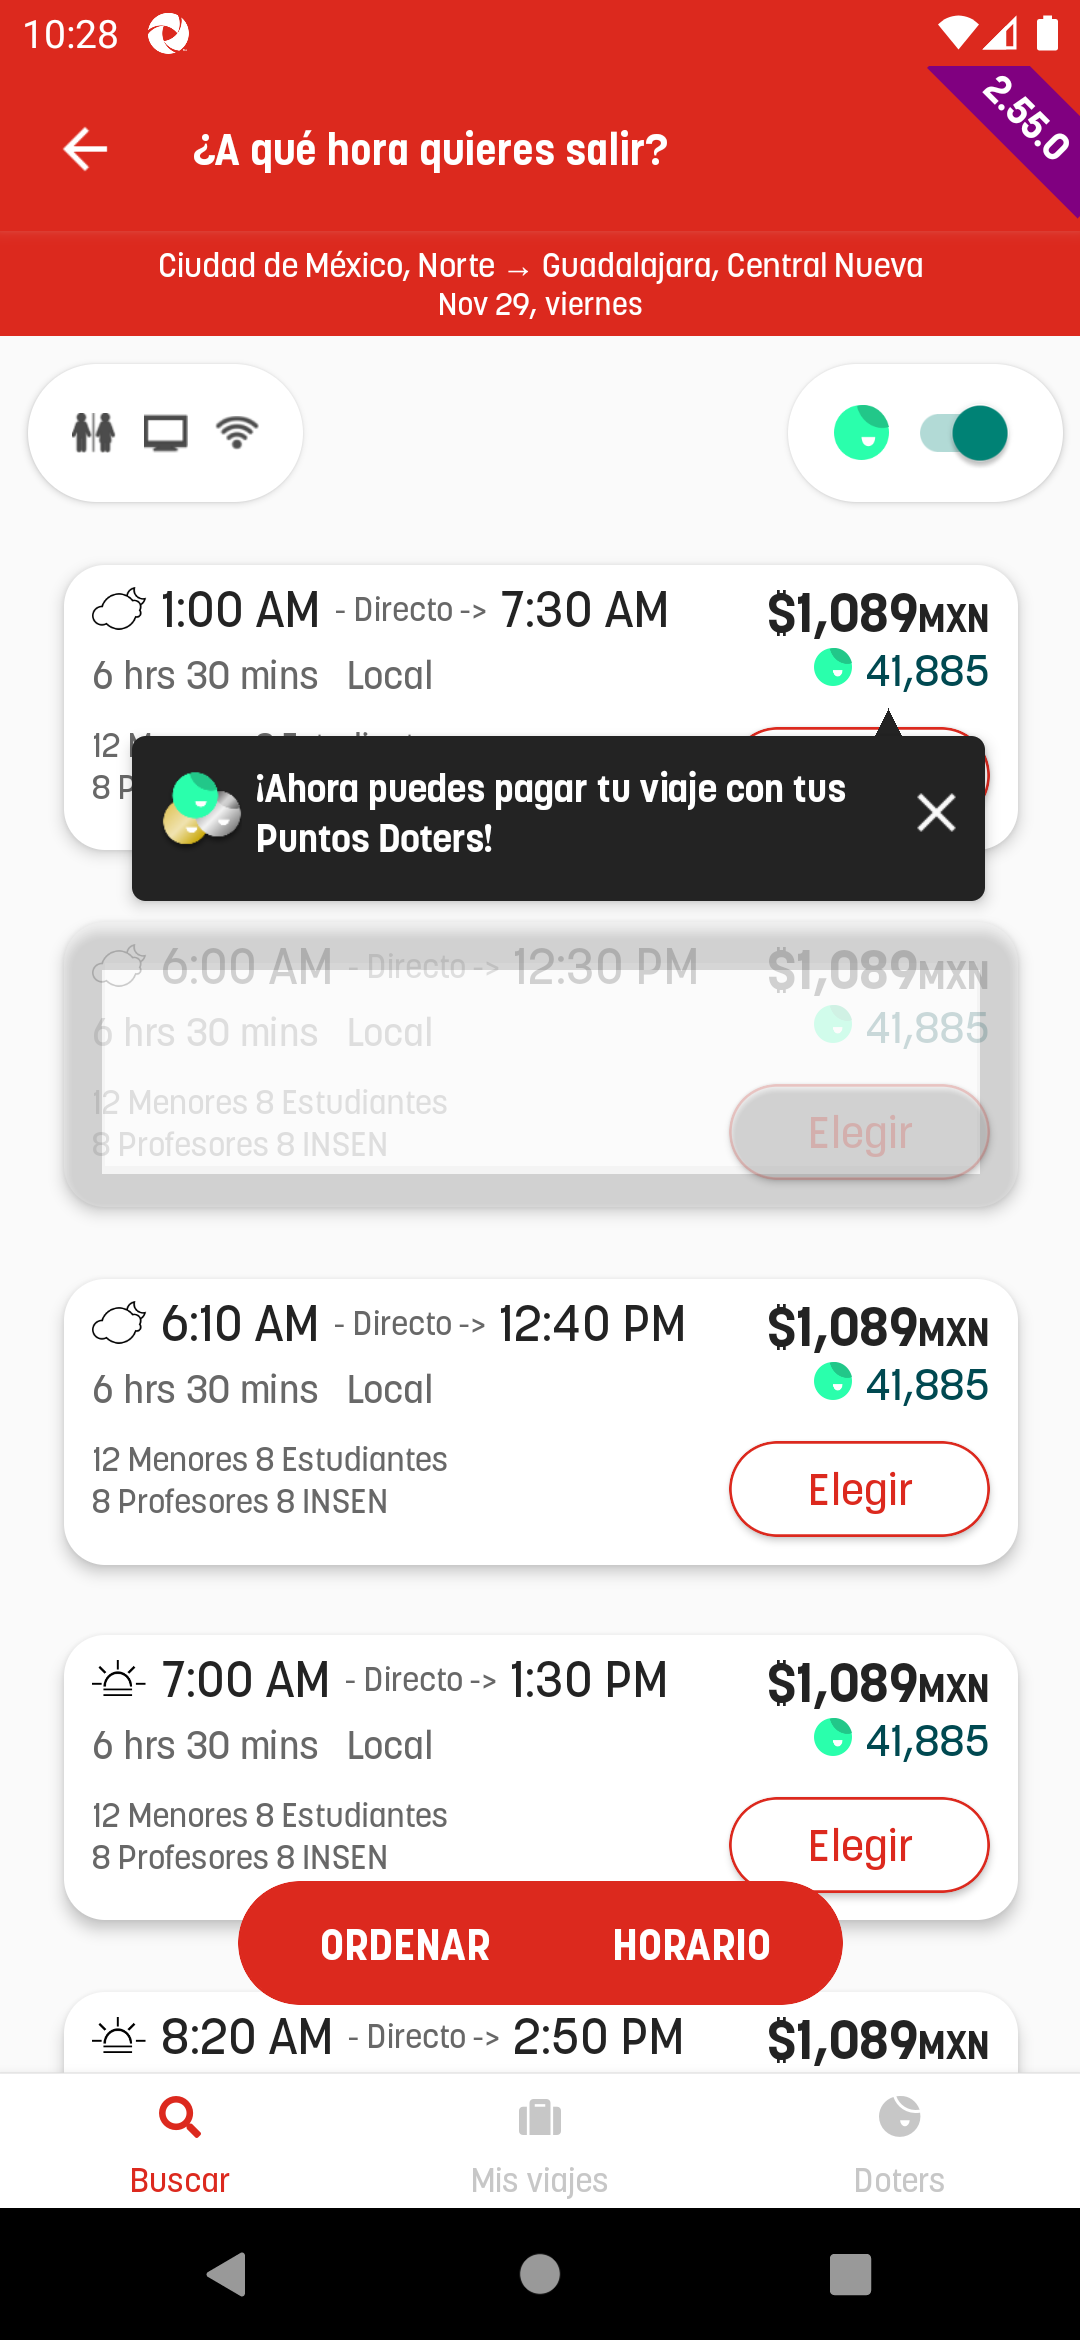 10:28
2.55.0
¿A qué hora quieres salir?
Ciudad de México, Norte → Guadalajara, Central Nueva
Nov 29, viernes
1:00 AM - Directo -> 7:30 AM $1,089MXN
6 hrs 30 mins Local 41,885
12
8 P
¡Ahora puedes pagar tu viaje con tus
Puntos Doters!
6:00 AM - Directo -> 12:30 PM $1,089MXN
6 hrs 30 mins Local 41,885
12 Menores 8 Estudiantes
8 Profesores 8 INSEN
Elegir
6:10 AM - Directo -> 12:40 PM $1,089MXN
6 hrs 30 mins Local 41,885
12 Menores 8 Estudiantes
8 Profesores 8 INSEN
Elegir
7:00 AM - Directo -> 1:30 PM $1,089MXN
6 hrs 30 mins Local 41,885
12 Menores 8 Estudiantes
8 Profesores 8 INSEN
Elegir
ORDENAR HORARIO
8:20 AM - Directo -> 2:50 PM $1,089MXN
Buscar Mis viajes Doters